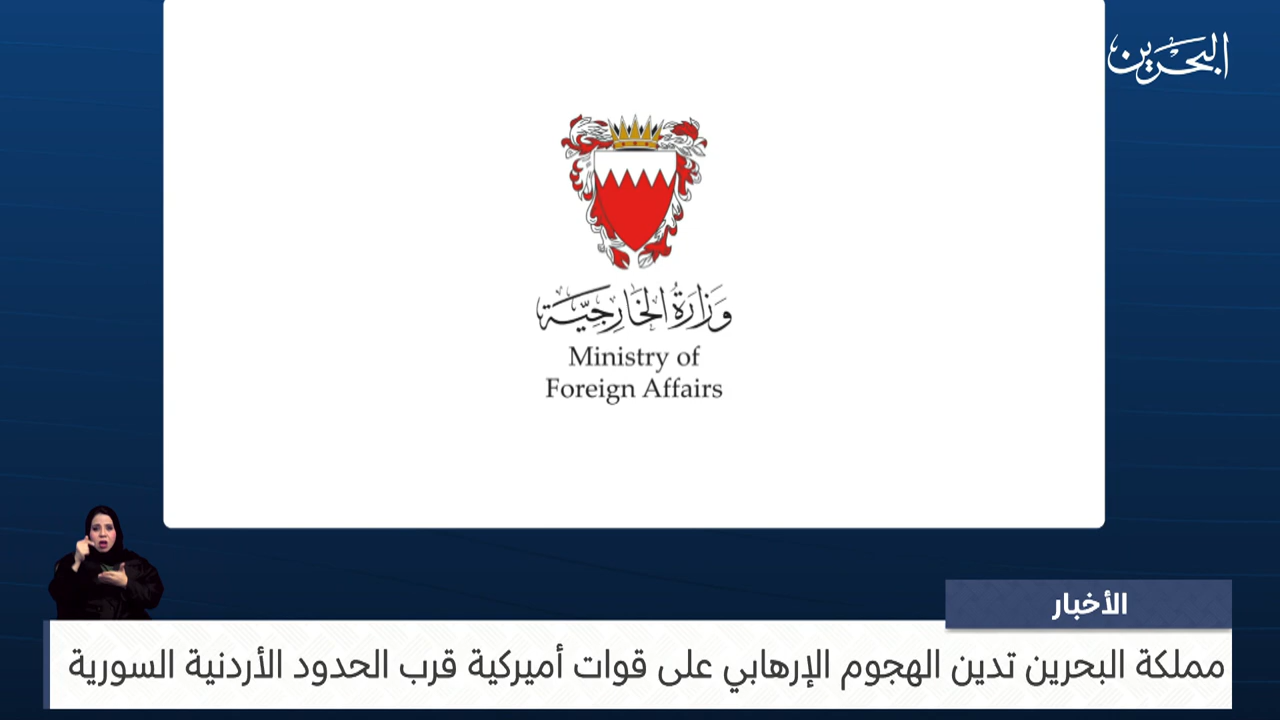 البحرين
وزارة الخارجية
Ministry of
Foreign Affairs
الأخبار
مملكة البحرين تدين الهجوم الإرهابي على قوات أميركية قرب الحدود الأردنية السورية